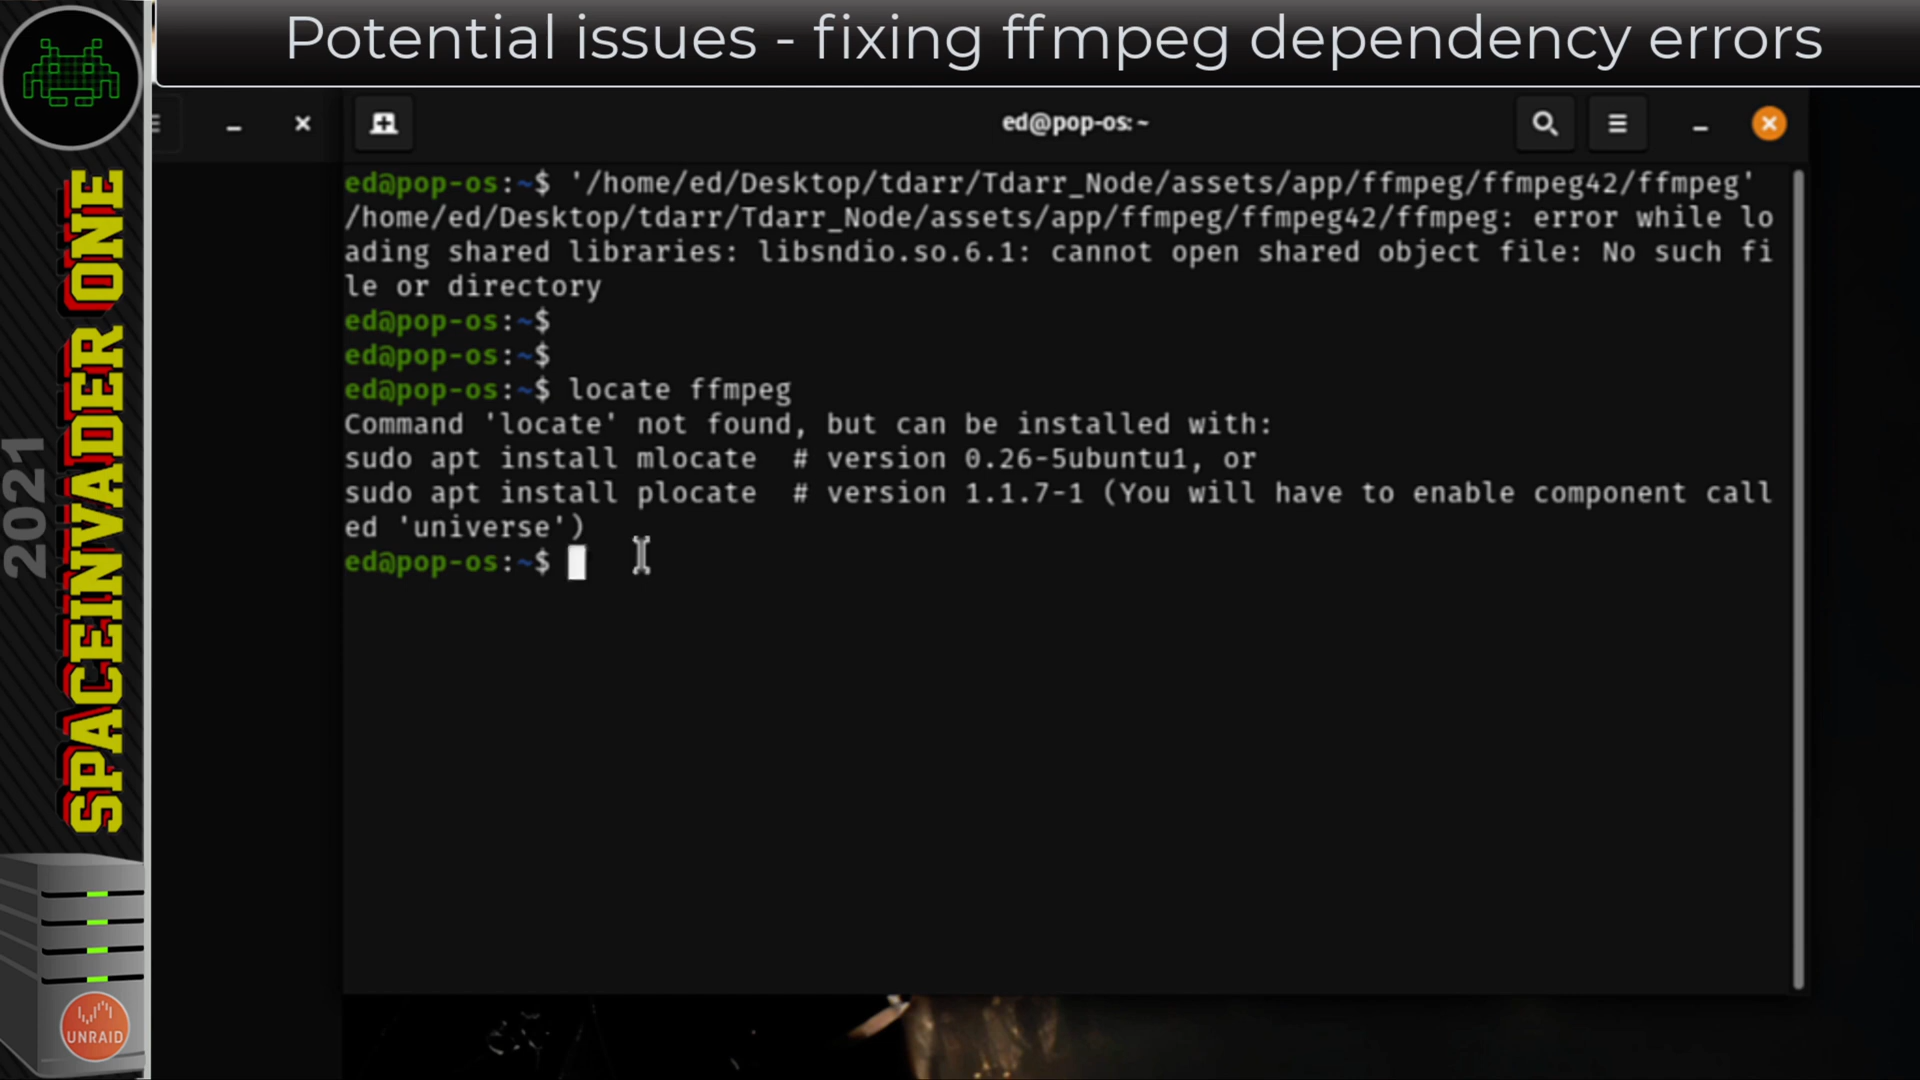 Potential issues - fixing ffmpeg dependency errors
ed@pop-os: ~
ed@pop-os:~$ '/home/ed/Desktop/tdarr/Tdarr_Node/assets/app/ffmpeg/ffmpeg42/ffmpeg'
/home/ed/Desktop/tdarr/Tdarr_Node/assets/app/ffmpeg/ffmpeg42/ffmpeg: error while lo
ading shared libraries: libsndio.so.6.1: cannot open shared object file: No such fi
le or directory
ed@pop-os:~$
ed@pop-os:~$
ed@pop-os:~$ locate ffmpeg
Command 'locate' not found, but can be installed with:
sudo apt install mlocate  # version 0.26-5ubuntu1, or
sudo apt install plocate  # version 1.1.7-1 (You will have to enable component call
ed 'universe')
ed@pop-os:~$
2021
SPACEINVADER ONE
UNRAID